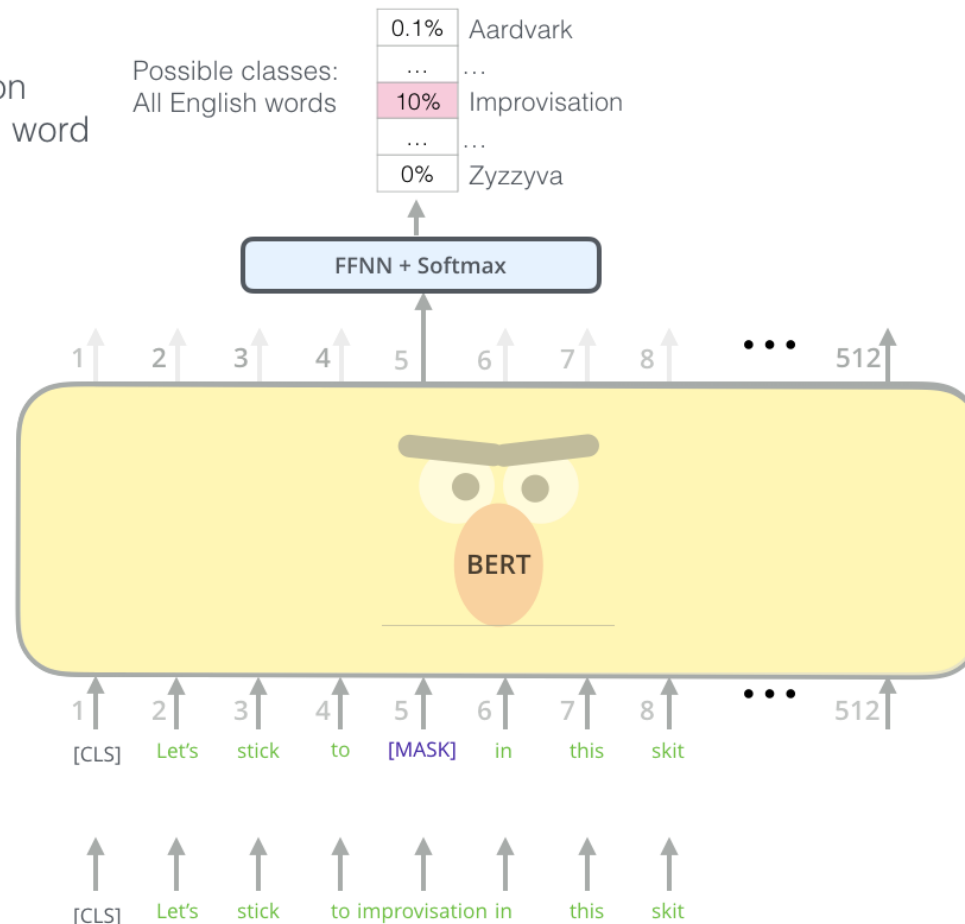 0.1% Aardvark
... ...
Possible classes:
All English words
10% Improvisation
... ...
0% Zyzzyva
on
word
FFNN + Softmax
1 2 3 4 5 6 7 8 ... 512
BERT
1 2 3 4 5 6 7 8 ... 512
[CLS] Let's stick to [MASK] in this skit
[CLS] Let's stick to improvisation in this skit